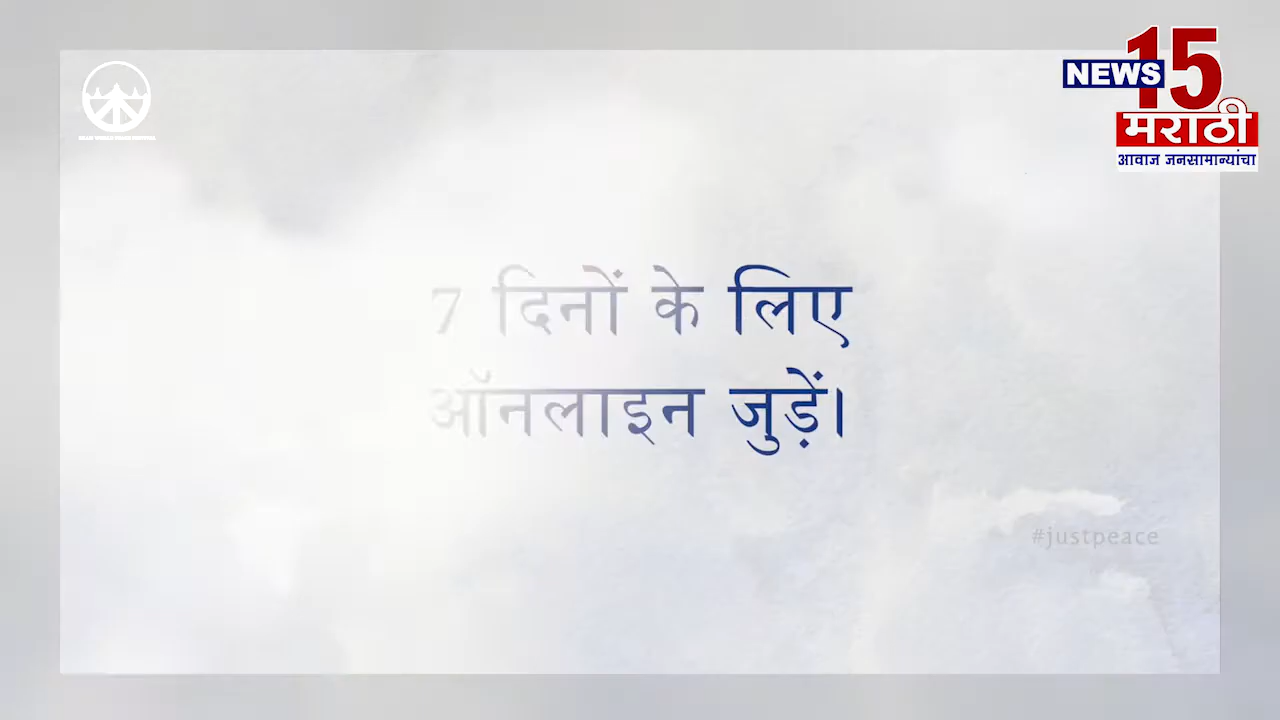 NEWS 15
मराठी
आवाज जनसामान्यांचा
7 दिनों के लिए
ऑनलाइन जुड़ें।
#justpeace